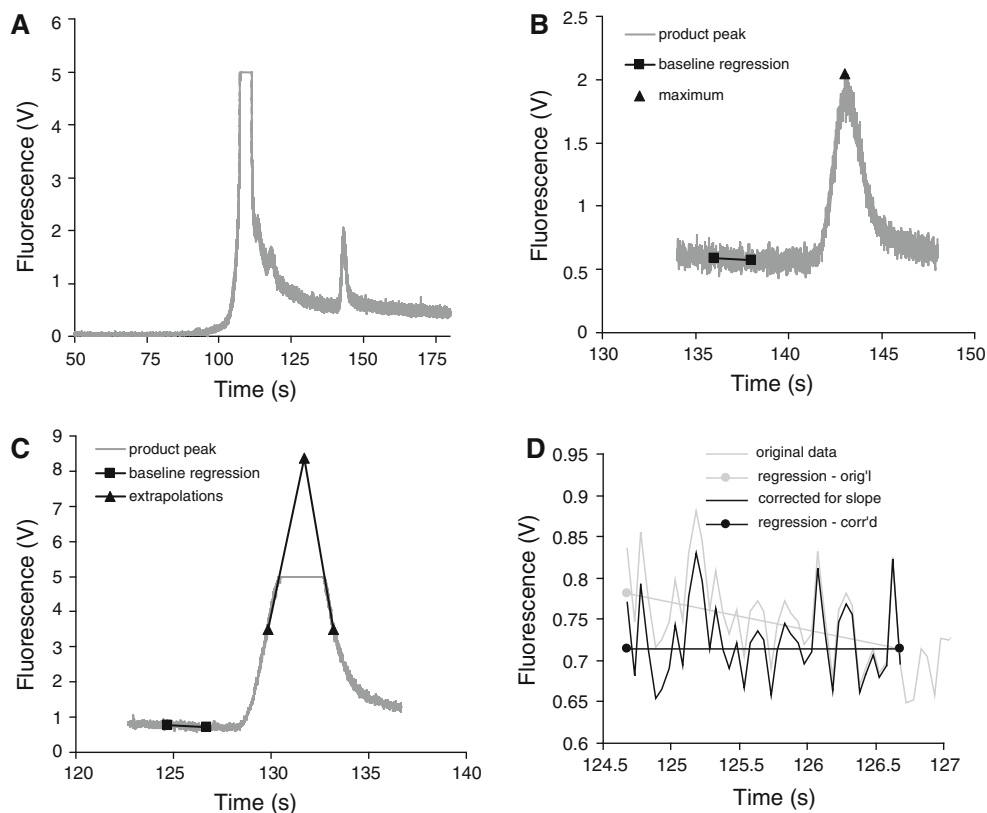 A
6
5
4
3
2
1
0
50 75 100 125 150 175
Time (s)
Fluorescence (V)
B
2.5
2
1.5
1
0.5
0
130 135 140 145 150
Time (s)
Fluorescence (V)
product peak
baseline regression
maximum
C
9
8
7
6
5
4
3
2
1
0
120 125 130 135 140
Time (s)
Fluorescence (V)
product peak
baseline regression
extrapolations
D
0.95
0.9
0.85
0.8
0.75
0.7
0.65
0.6
124.5 125 125.5 126 126.5 127
Time (s)
Fluorescence (V)
original data
regression - orig'l
corrected for slope
regression - corr'd